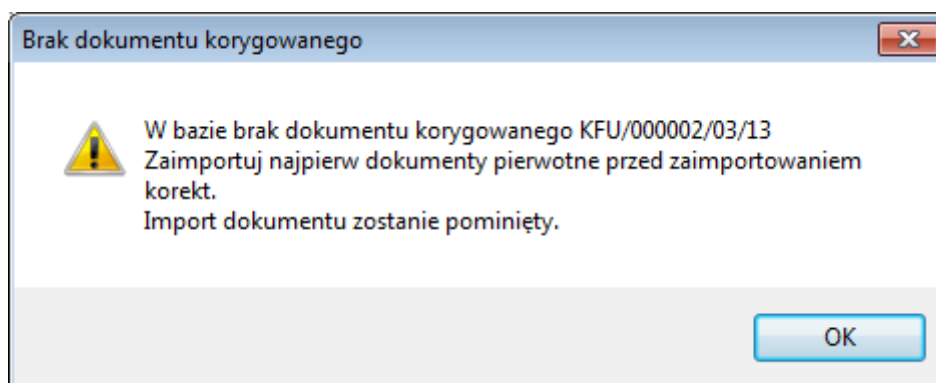 Brak dokumentu korygowanego
W bazie brak dokumentu korygowanego KFU/000002/03/13
Zaimportuj najpierw dokumenty pierwotne przed zaimportowaniem
korekt.
Import dokumentu zostanie pominięty.
OK